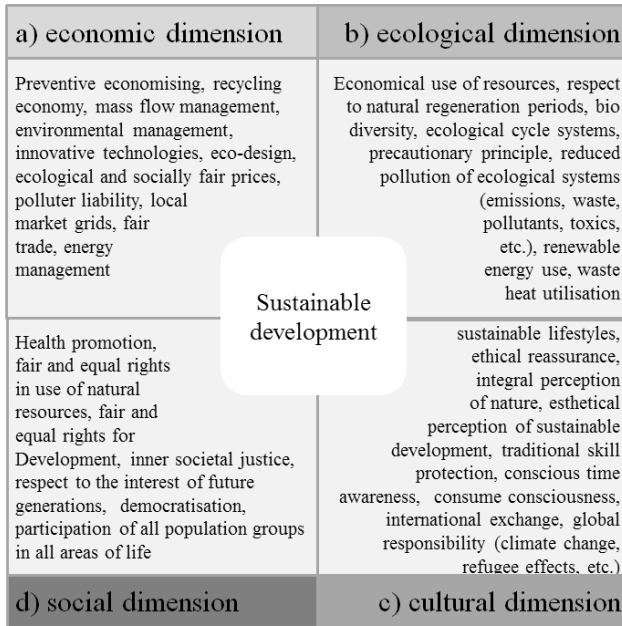 a) economic dimension
Preventive economising, recycling
economy, mass flow management,
environmental management,
innovative technologies, eco-design,
ecological and socially fair prices,
polluter liability, local
market grids, fair
trade, energy
management
b) ecological dimension
Economical use of resources, respect
to natural regeneration periods, bio
diversity, ecological cycle systems,
precautionary principle, reduced
pollution of ecological systems
(emissions, waste,
pollutants, toxics,
etc.), renewable
energy use, waste
heat utilisation
Sustainable
development
Health promotion,
fair and equal rights
in use of natural
resources, fair and
equal rights for
Development, inner societal justice,
respect to the interest of future
generations, democratisation,
participation of all population groups
in all areas of life
d) social dimension
sustainable lifestyles,
ethical reassurance,
integral perception
of nature, esthetical
perception of sustainable
development, traditional skill
protection, conscious time
awareness, consume consciousness,
international exchange, global
responsibility (climate change,
refugee effects, etc.)
c) cultural dimension